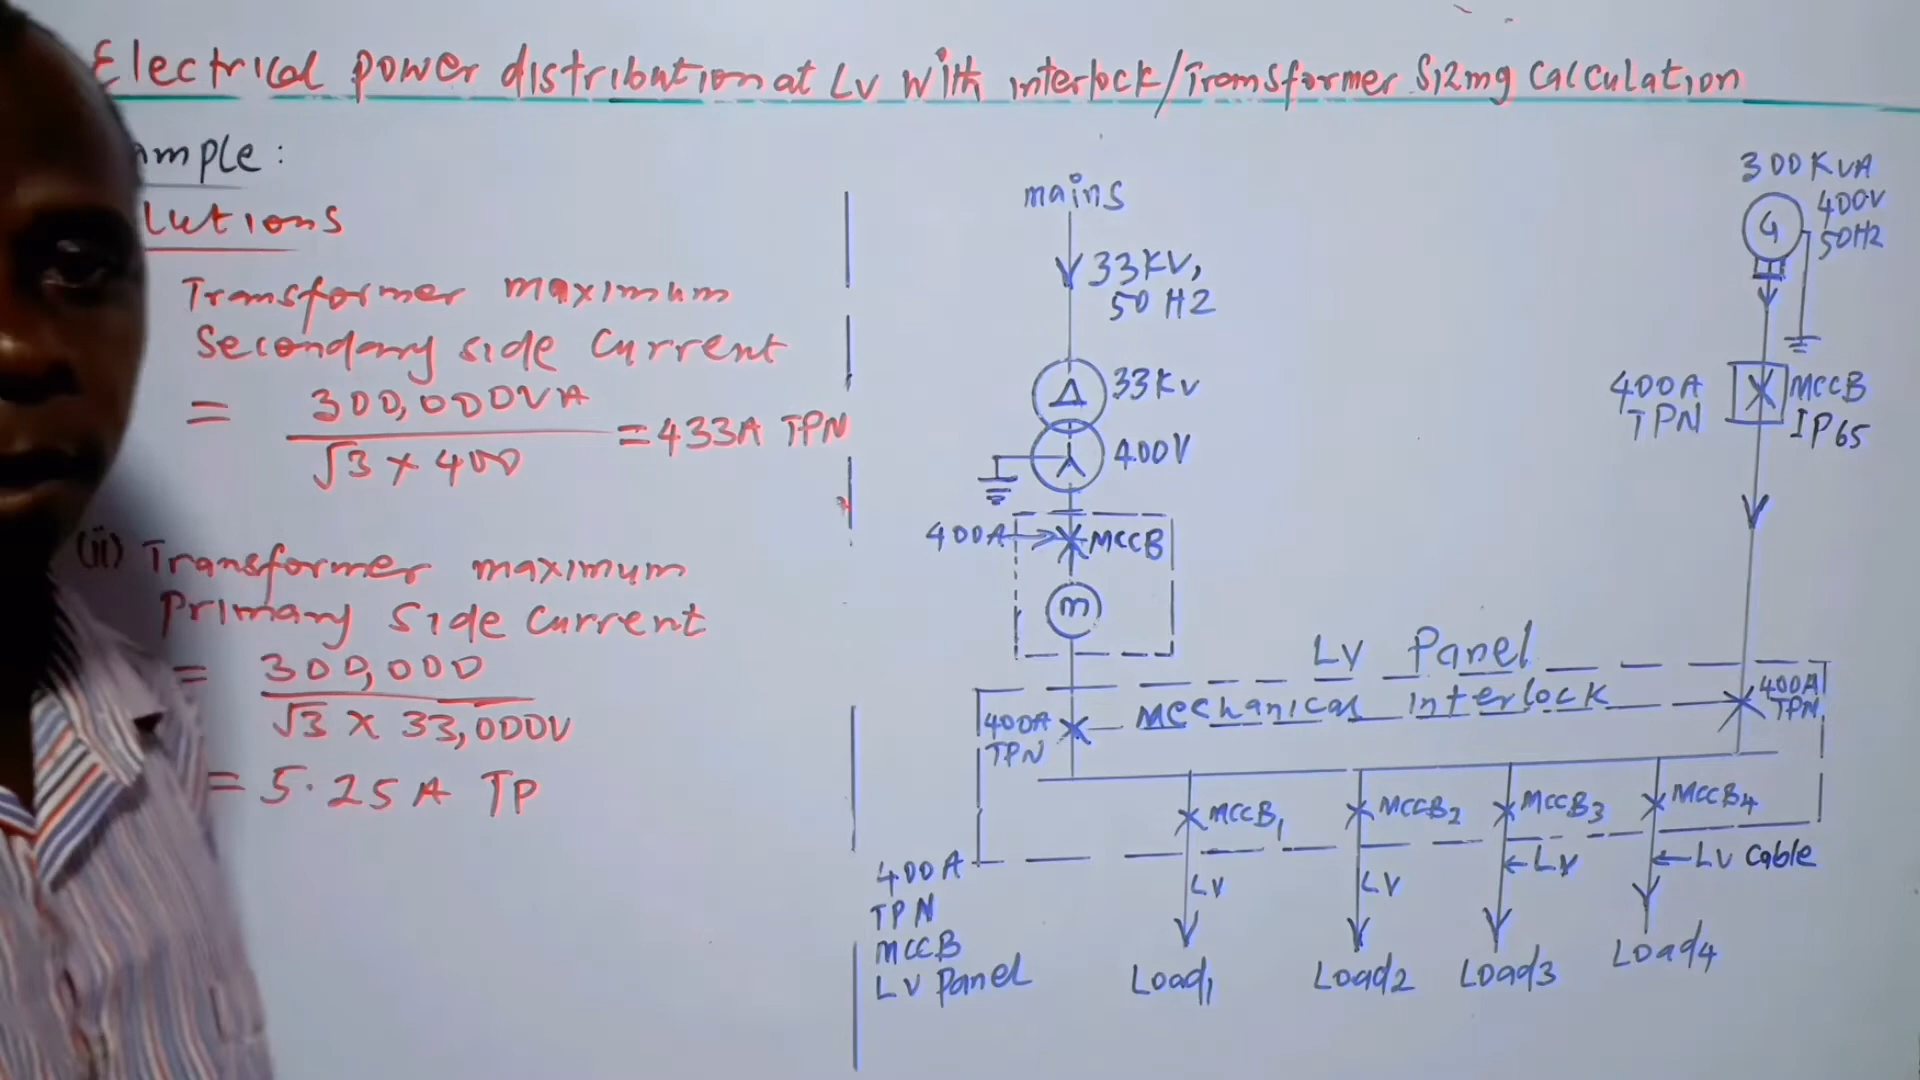 Electrical power distribution at LV with interlock/Transformer Sizing Calculation
ample:
lutions
Transformer maximum
Secondary side Current
= 300,000VA
√3 × 400
= 433A TPN
(ii) Transformer maximum
Primary Side Current
= 300,000
√3 × 33,000V
= 5.25A TP
mains
33KV,
50HZ
Δ 33KV
400V
400A
MCCB
m
300KVA
G
400V
50HZ
400A
TPN
MCCB
IP65
LV Panel
Mechanical interlock
400A
TPN
400A
TPN
MCCB1 MCCB2 MCCB3 MCCB4
LV LV LV LV Cable
Load1 Load2 Load3 Load4
400A
TPN
MCCB
LV Panel